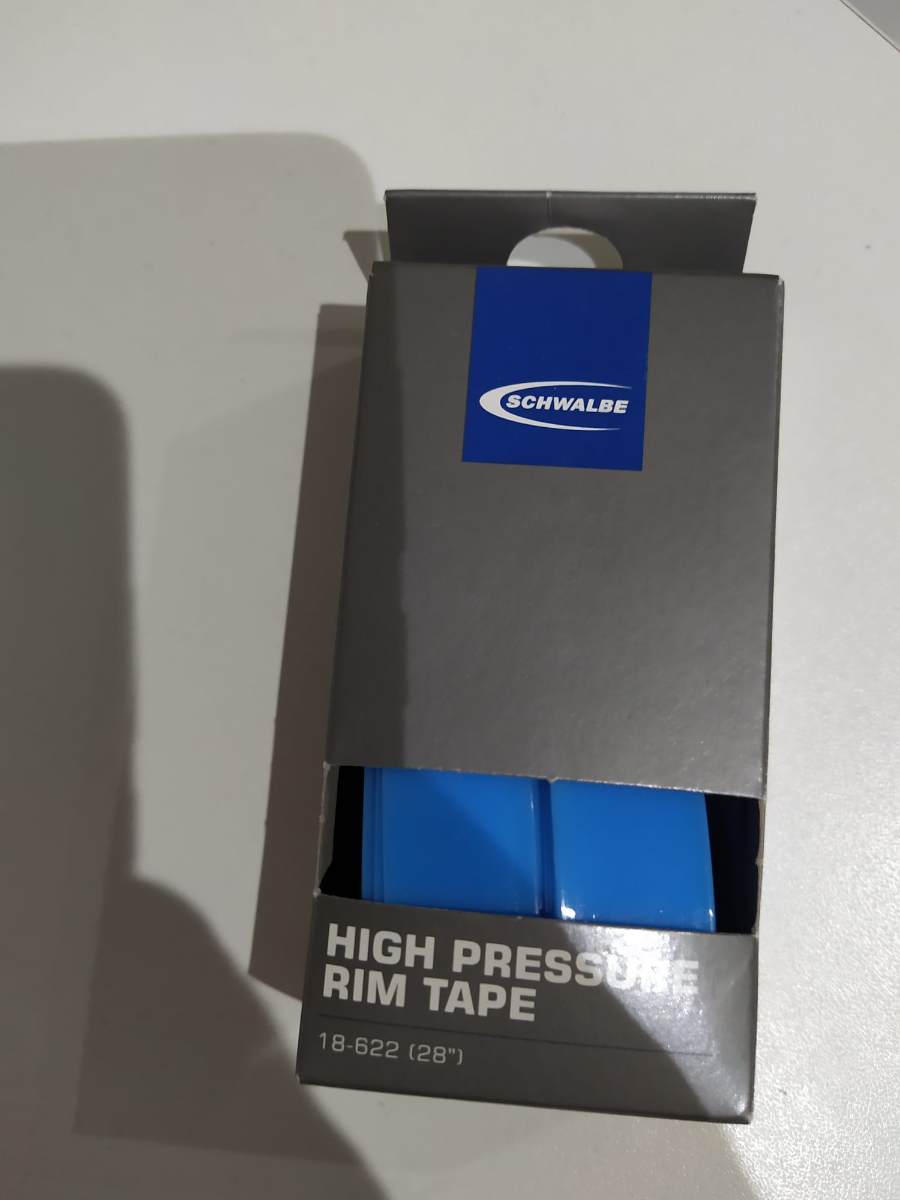 SCHWALBE
HIGH PRESSURE
RIM TAPE
18-622 (28")